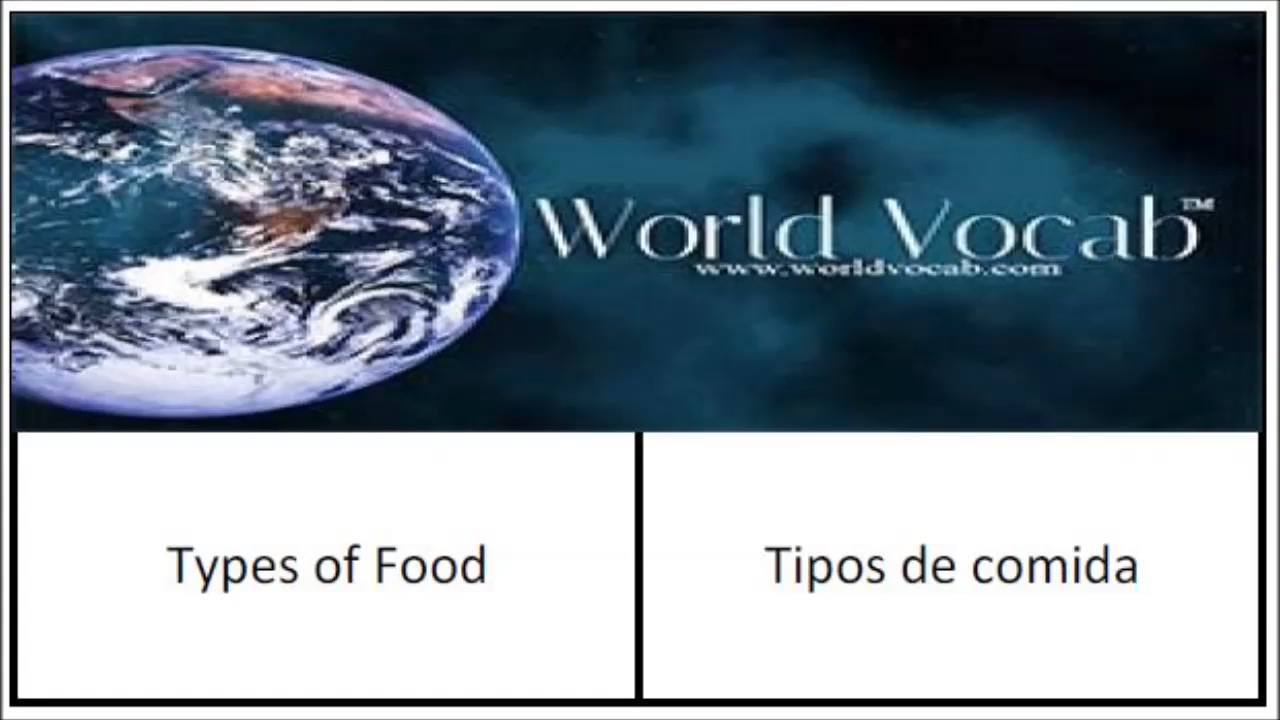 World Vocab™
www.worldvocab.com
Types of Food
Tipos de comida